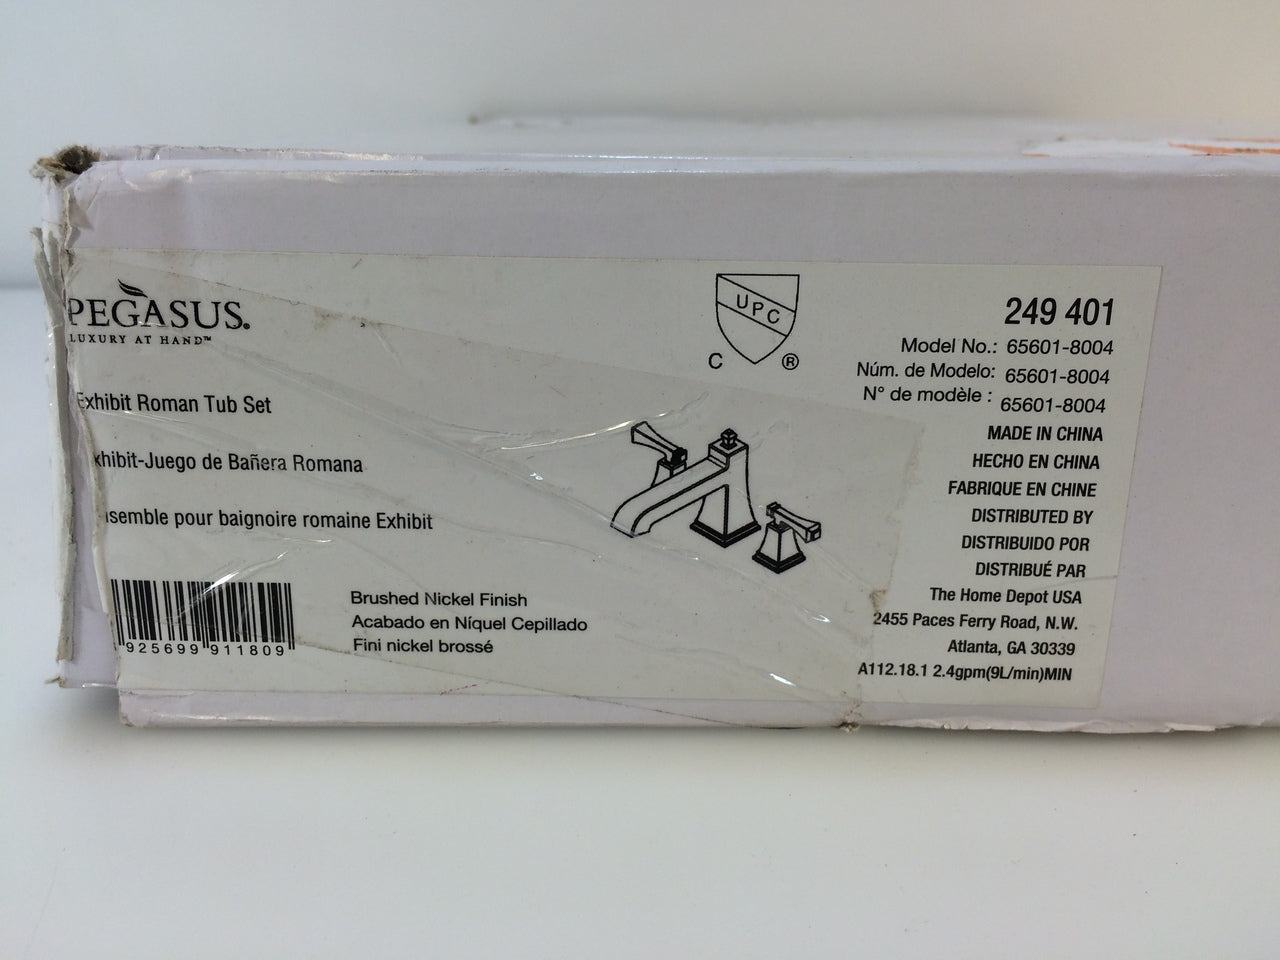 PEGASUS®
LUXURY AT HAND™
Exhibit Roman Tub Set
xhibit-Juego de Bañera Romana
semble pour baignoire romaine Exhibit
925699 911809
Brushed Nickel Finish
Acabado en Níquel Cepillado
Fini nickel brossé
UPC
C ®
249 401
Model No.: 65601-8004
Núm. de Modelo: 65601-8004
N° de modèle : 65601-8004
MADE IN CHINA
HECHO EN CHINA
FABRIQUE EN CHINE
DISTRIBUTED BY
DISTRIBUIDO POR
DISTRIBUÉ PAR
The Home Depot USA
2455 Paces Ferry Road, N.W.
Atlanta, GA 30339
A112.18.1 2.4gpm(9L/min)MIN